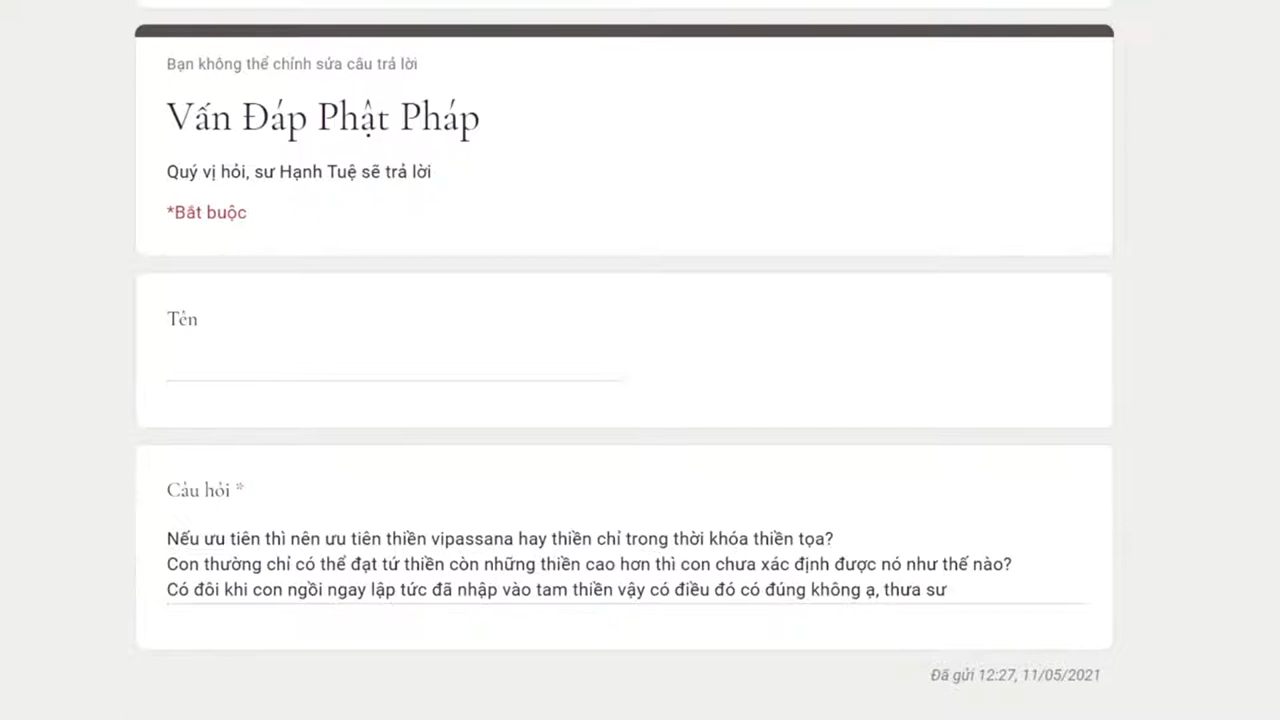 Bạn không thể chỉnh sửa câu trả lời
Vấn Đáp Phật Pháp
Quý vị hỏi, sư Hạnh Tuệ sẽ trả lời
*Bắt buộc
Tên
Câu hỏi *
Nếu ưu tiên thì nên ưu tiên thiền vipassana hay thiền chỉ trong thời khóa thiền tọa?
Con thường chỉ có thể đạt tứ thiền còn những thiền cao hơn thì con chưa xác định được nó như thế nào?
Có đôi khi con ngồi ngay lập tức đã nhập vào tam thiền vậy có điều đó có đúng không ạ, thưa sư
Đã gửi 12:27, 11/05/2021